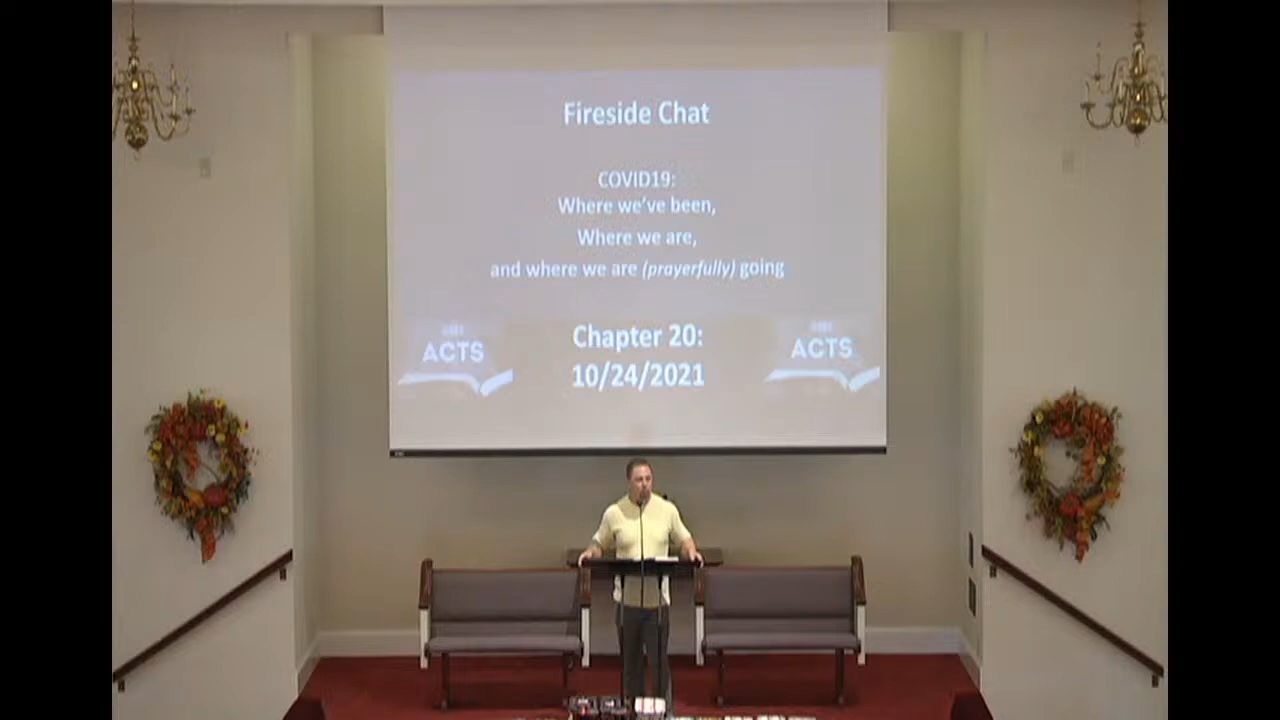 Fireside Chat
COVID19:
Where we've been,
Where we are,
and where we are (prayerfully) going
Chapter 20:
10/24/2021
ACTS
ACTS